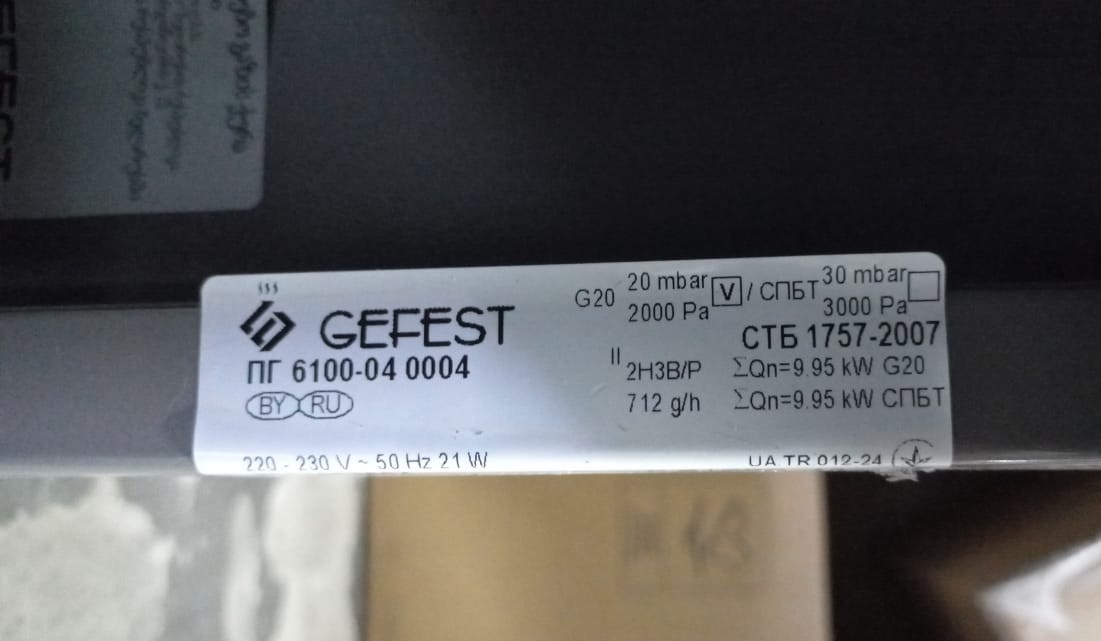 GEFEST
ПГ 6100-04 0004
BY RU
220 - 230 V ~ 50 Hz 21 W
G20 20 mbar V / СПБТ 30 mbar
2000 Pa 3000 Pa
СТБ 1757-2007
II 2H3B/P ΣQn=9.95 kW G20
712 g/h ΣQn=9.95 kW СПБТ
UA TR 012-24